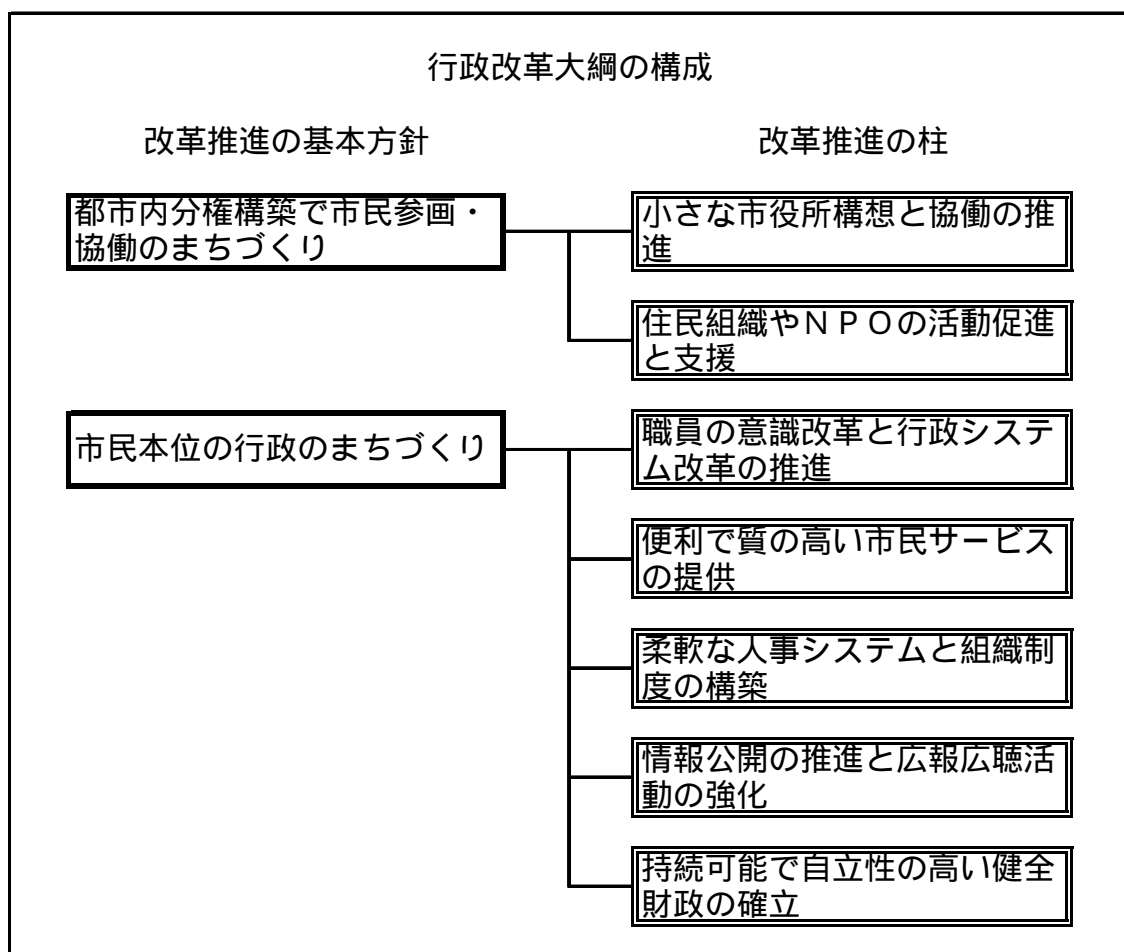 行政改革大綱の構成
改革推進の基本方針
改革推進の柱
都市内分権構築で市民参画・
協働のまちづくり
小さな市役所構想と協働の推
進
住民組織やＮＰＯの活動促進
と支援
市民本位の行政のまちづくり
職員の意識改革と行政システ
ム改革の推進
便利で質の高い市民サービス
の提供
柔軟な人事システムと組織制
度の構築
情報公開の推進と広報広聴活
動の強化
持続可能で自立性の高い健全
財政の確立